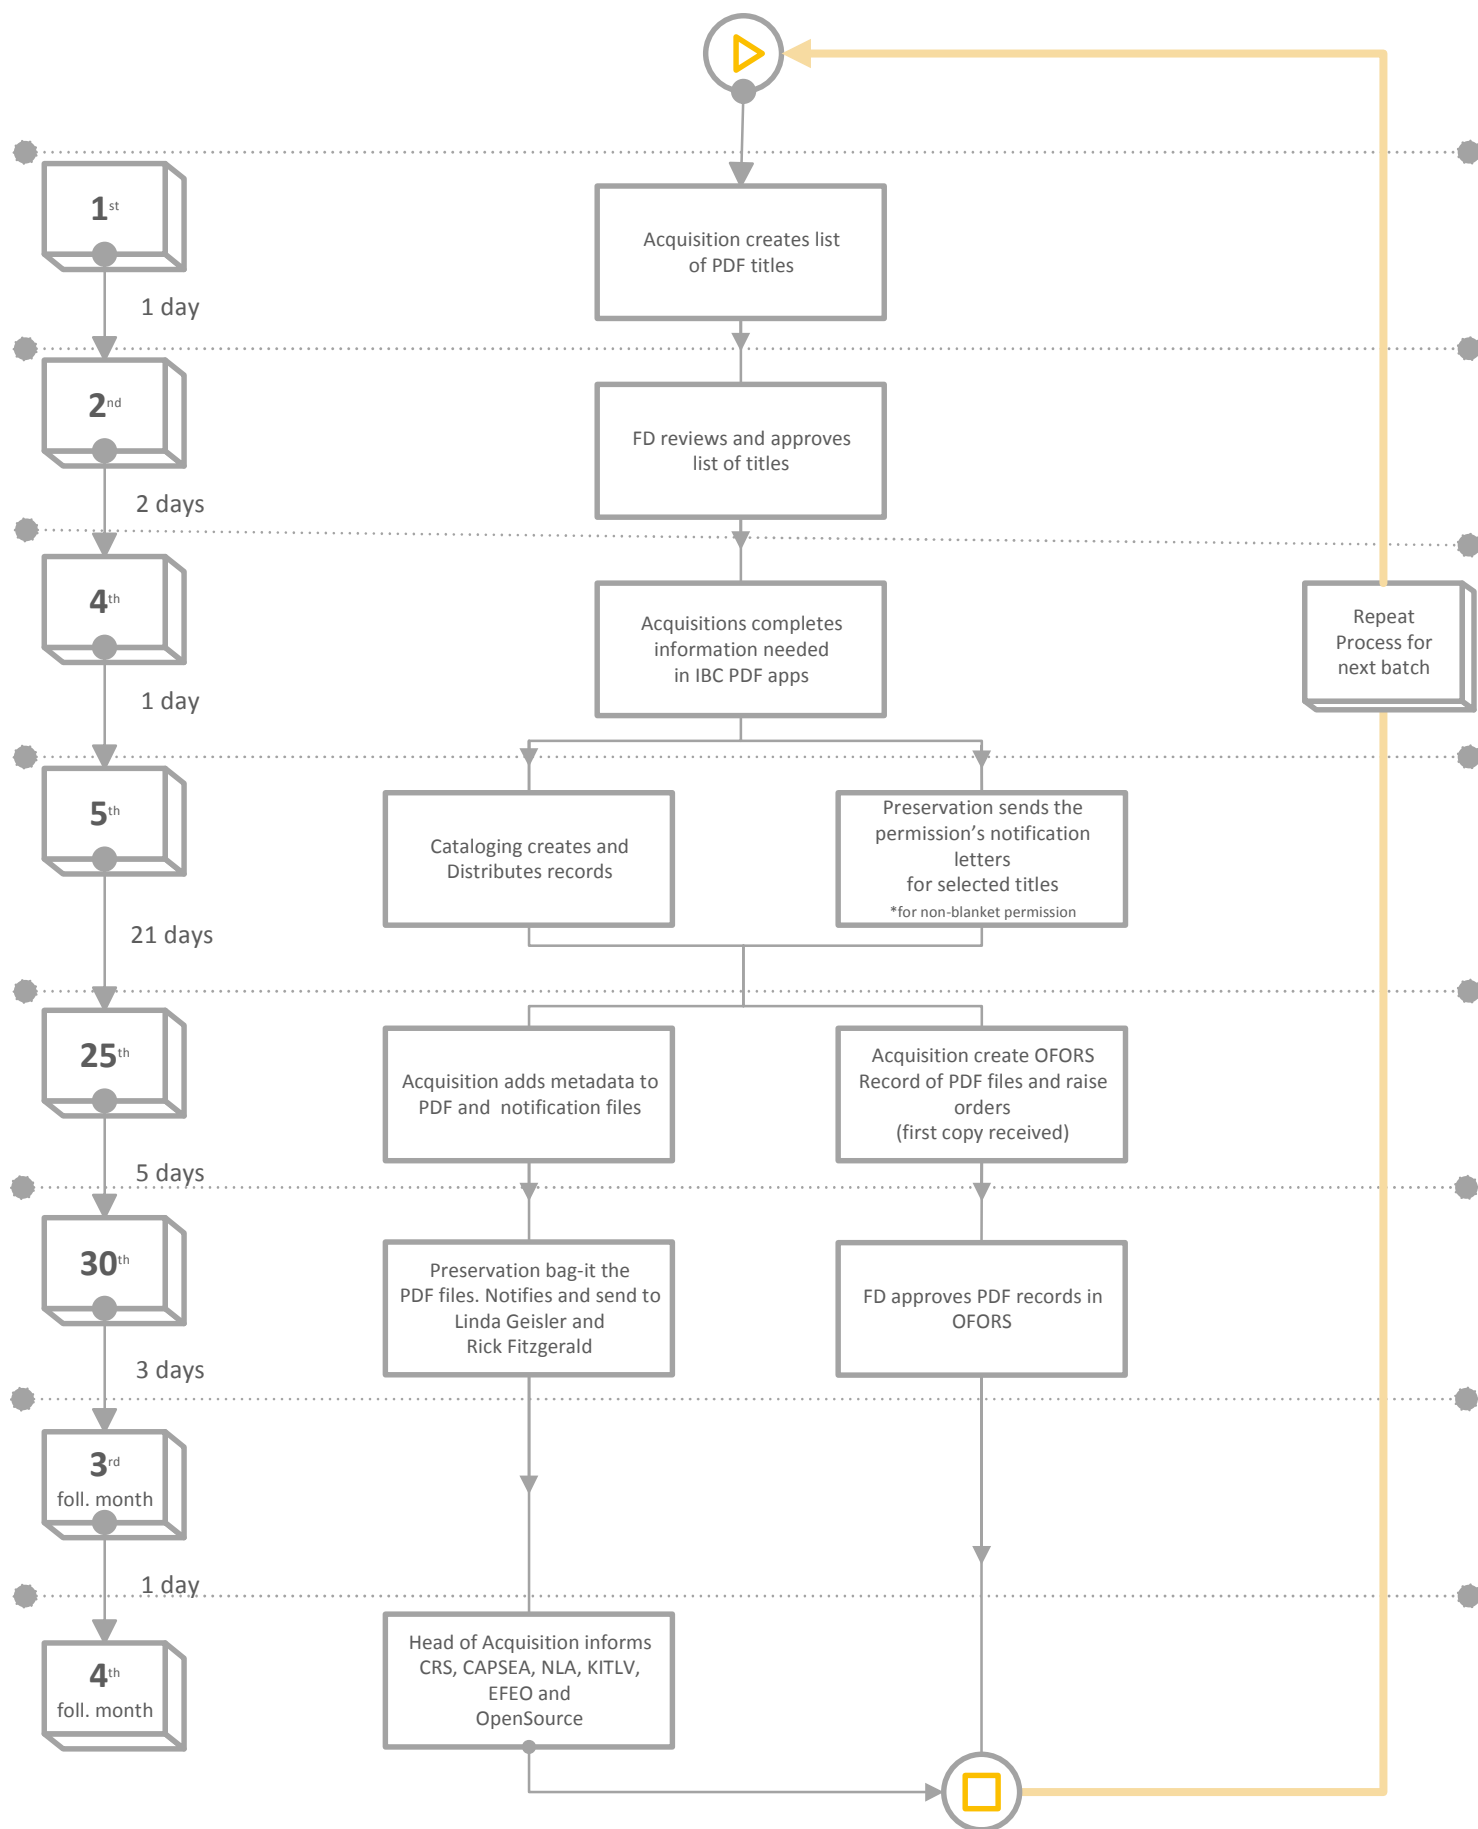 1st
Acquisition creates list
of PDF titles
1 day
2nd
FD reviews and approves
list of titles
2 days
4th
Acquisitions completes
information needed
in IBC PDF apps
Repeat
Process for
next batch
1 day
5th
Cataloging creates and
Distributes records
Preservation sends the
permission’s notification
letters
for selected titles
*for non-blanket permission
21 days
25th
Acquisition adds metadata to
PDF and  notification files
Acquisition create OFORS
Record of PDF files and raise
orders
(first copy received)
5 days
30th
Preservation bag-it the
PDF files. Notifies and send to
Linda Geisler and
Rick Fitzgerald
FD approves PDF records in
OFORS
3 days
3rd
foll. month
1 day
4th
foll. month
Head of Acquisition informs
CRS, CAPSEA, NLA, KITLV,
EFEO and
OpenSource